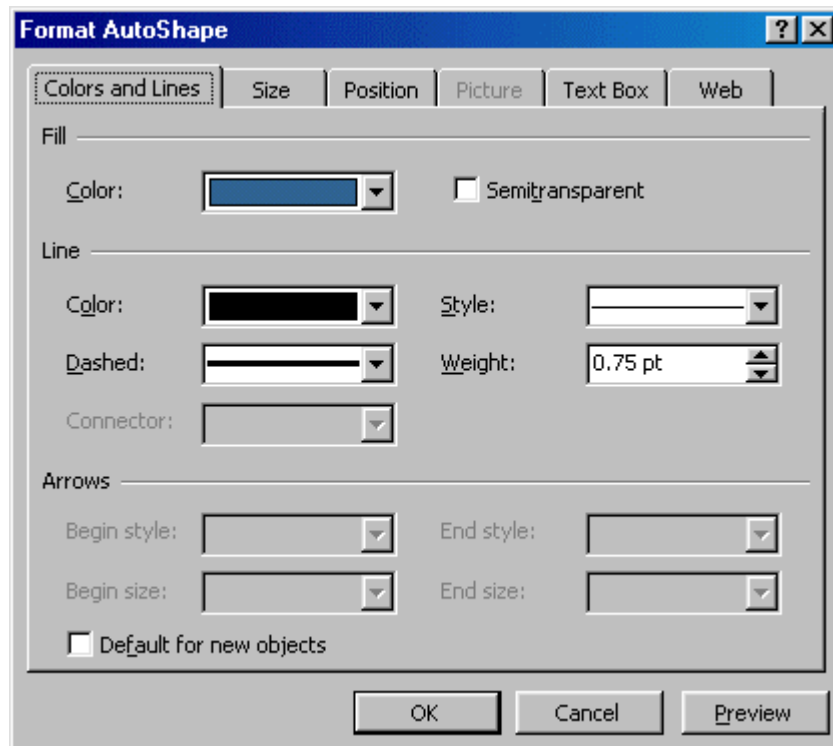 Format AutoShape
Colors and Lines Size Position Picture Text Box Web
Fill
Color: Semitransparent
Line
Color: Style:
Dashed: Weight: 0.75 pt
Connector:
Arrows
Begin style: End style:
Begin size: End size:
Default for new objects
OK Cancel Preview